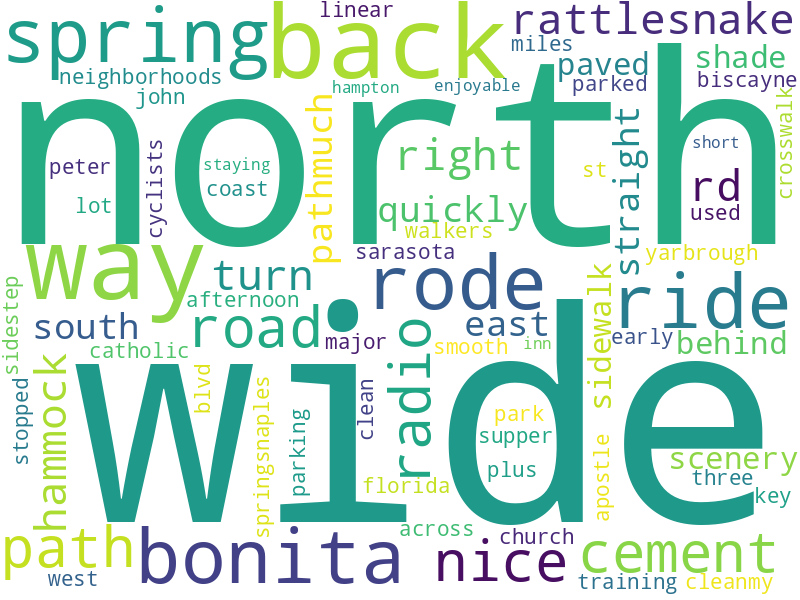 linear
rattlesnake
spring
back
miles
neighborhoods
paved
shade
john
hampton
enjoyable
parked
biscayne
north
peter
cyclists
staying
coast
lot
pathmuch
right
quickly
walkers
straight
st
short
rd
used
crosswalk
way
turn
afternoon
sarasota
rode
yarbrough
ride
sidestep
south
road
major
radio
east
smooth
inn
sidewalk
early
behind
catholic
hammock
stopped
blvd
wide
springsnaples
parking
clean
florida
park
supper
plus
apostle
scenery
three
key
path
west
bonita
across
nice
church
cement
training
cleanmy